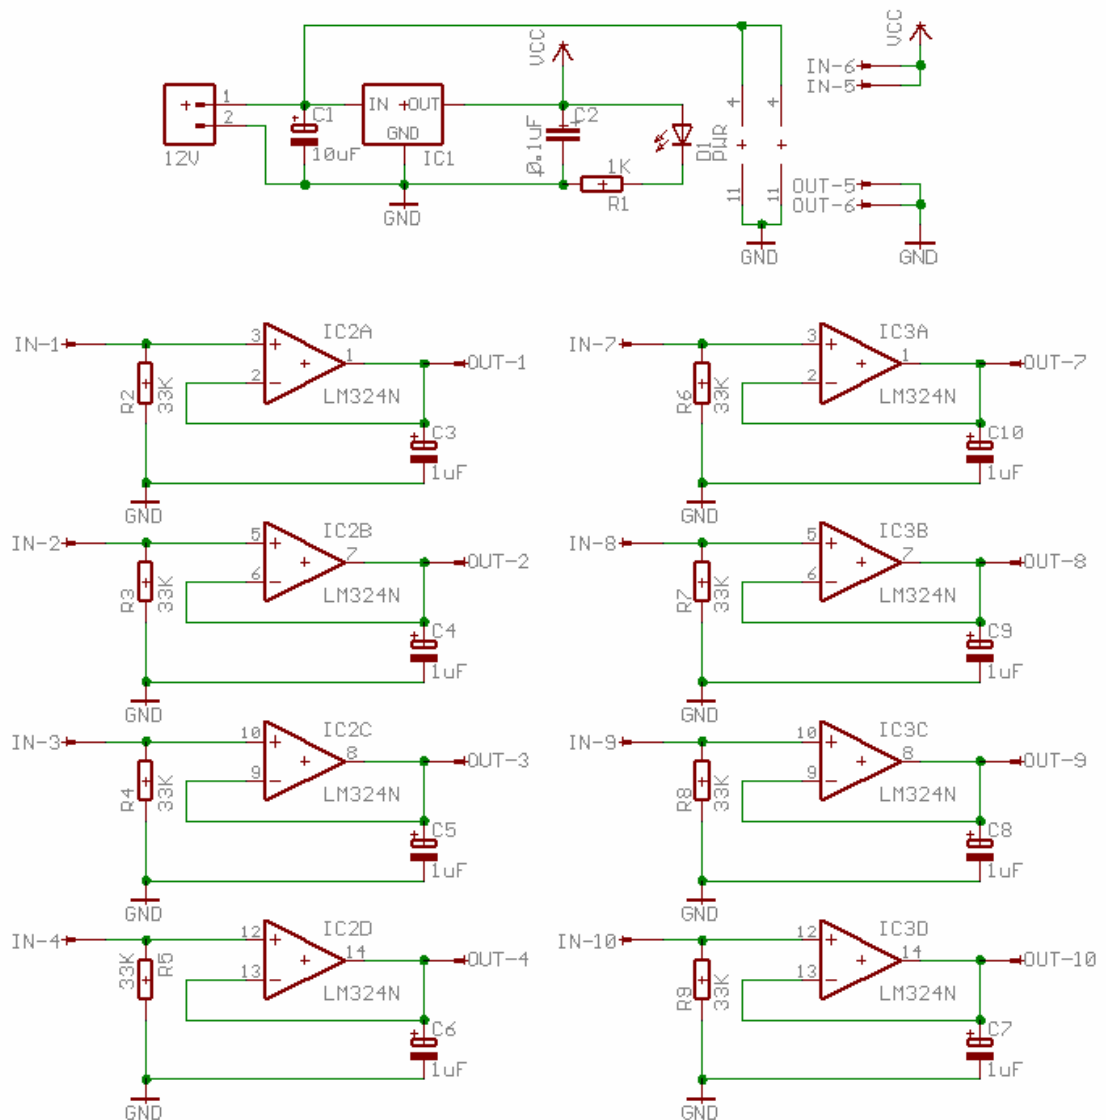 VCC
VCC
IN-6
IN-5
1
2
12V
C1
10uF
IN
OUT
GND
IC1
GND
C2
0.1uF
1K
R1
D1
PWR
4
4
11
11
GND
OUT-5
OUT-6
GND
IN-1
R2
33K
3
2
IC2A
1
LM324N
OUT-1
C3
1uF
GND
IN-7
R6
33K
3
2
IC3A
1
LM324N
OUT-7
C10
1uF
GND
IN-2
R3
33K
5
6
IC2B
7
LM324N
OUT-2
C4
1uF
GND
IN-8
R7
33K
5
6
IC3B
7
LM324N
OUT-8
C9
1uF
GND
IN-3
R4
33K
10
9
IC2C
8
LM324N
OUT-3
C5
1uF
GND
IN-9
R8
33K
10
9
IC3C
8
LM324N
OUT-9
C8
1uF
GND
IN-4
33K
R5
12
13
IC2D
14
LM324N
OUT-4
C6
1uF
GND
IN-10
R9
33K
12
13
IC3D
14
LM324N
OUT-10
C7
1uF
GND